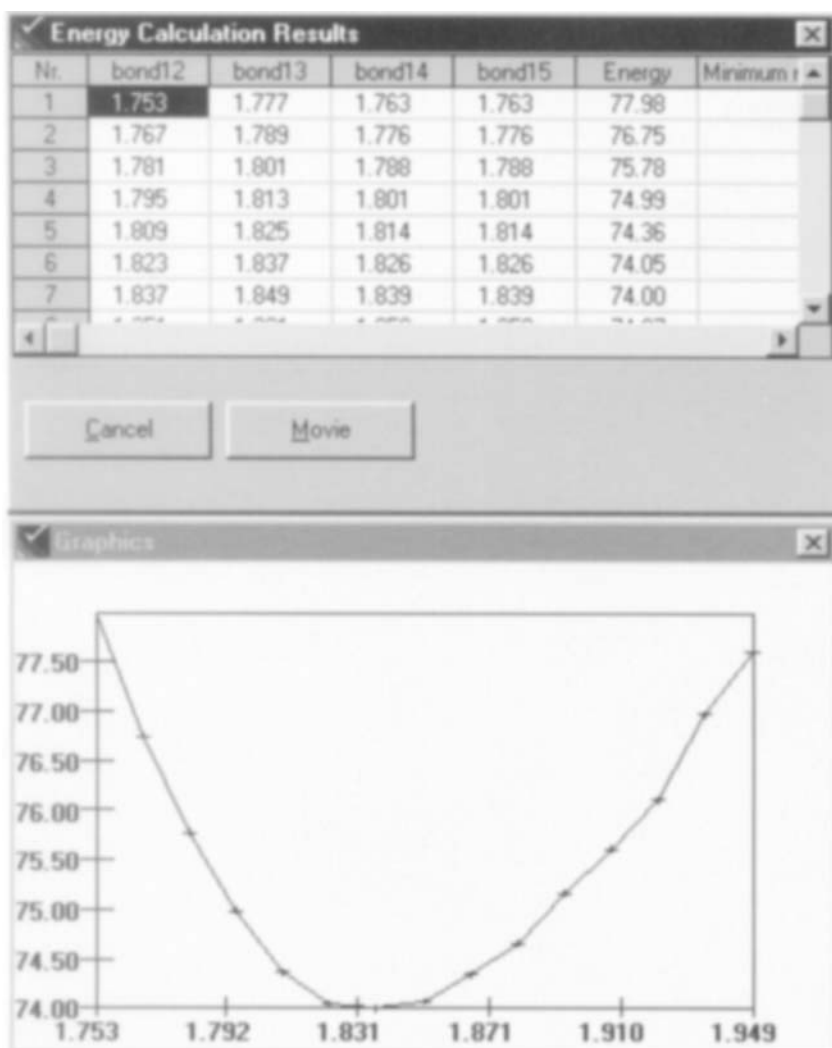 Energy Calculation Results
Nr. bond12 bond13 bond14 bond15 Energy Minimum
1 1.753 1.777 1.763 1.763 77.98
2 1.767 1.789 1.776 1.776 76.75
3 1.781 1.801 1.788 1.788 75.78
4 1.795 1.813 1.801 1.801 74.99
5 1.809 1.825 1.814 1.814 74.36
6 1.823 1.837 1.826 1.826 74.05
7 1.837 1.849 1.839 1.839 74.00
Cancel Movie
Graphics
77.50
77.00
76.50
76.00
75.50
75.00
74.50
74.00
1.753 1.792 1.831 1.871 1.910 1.949